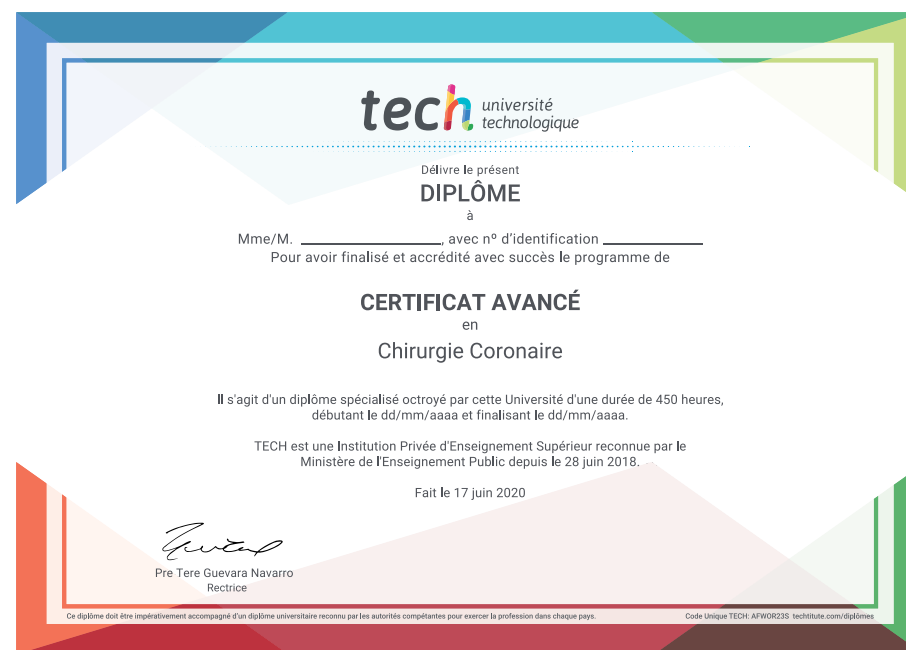 tech université
technologique
Délivre le présent
DIPLÔME
à
Mme/M. ____________________, avec nº d'identification ______________
Pour avoir finalisé et accrédité avec succès le programme de
CERTIFICAT AVANCÉ
en
Chirurgie Coronaire
Il s'agit d'un diplôme spécialisé octroyé par cette Université d'une durée de 450 heures,
débutant le dd/mm/aaaa et finalisant le dd/mm/aaaa.
TECH est une Institution Privée d'Enseignement Supérieur reconnue par le
Ministère de l'Enseignement Public depuis le 28 juin 2018.
Fait le 17 juin 2020
Pre Tere Guevara Navarro
Rectrice
Ce diplôme doit être impérativement accompagné d'un diplôme universitaire reconnu par les autorités compétantes pour exercer la profession dans chaque pays.
Code Unique TECH: AFWOR23S techtitute.com/diplômes